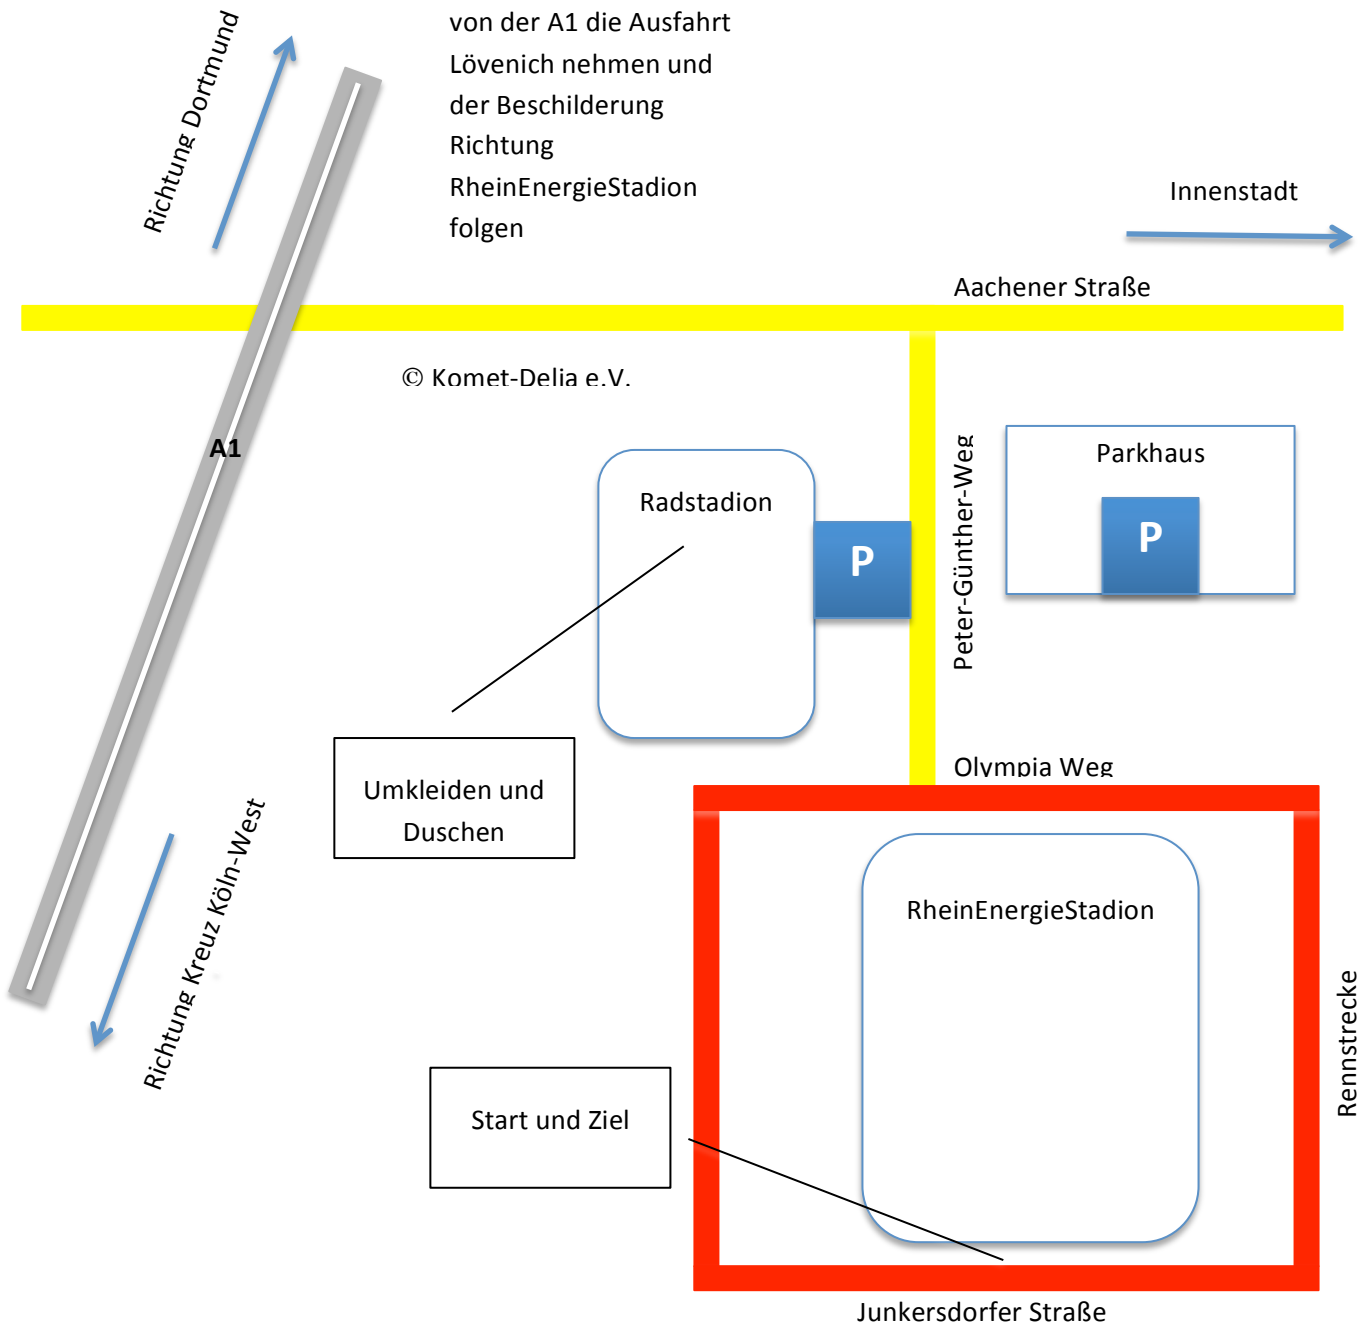 von der A1 die Ausfahrt
Lövenich nehmen und
der Beschilderung
Richtung
RheinEnergieStadion
folgen
Richtung Dortmund
Innenstadt
Aachener Straße
© Komet-Delia e.V.
A1
Radstadion
P
Peter-Günther-Weg
Parkhaus
P
Umkleiden und
Duschen
Olympia Weg
Richtung Kreuz Köln-West
RheinEnergieStadion
Rennstrecke
Start und Ziel
Junkersdorfer Straße